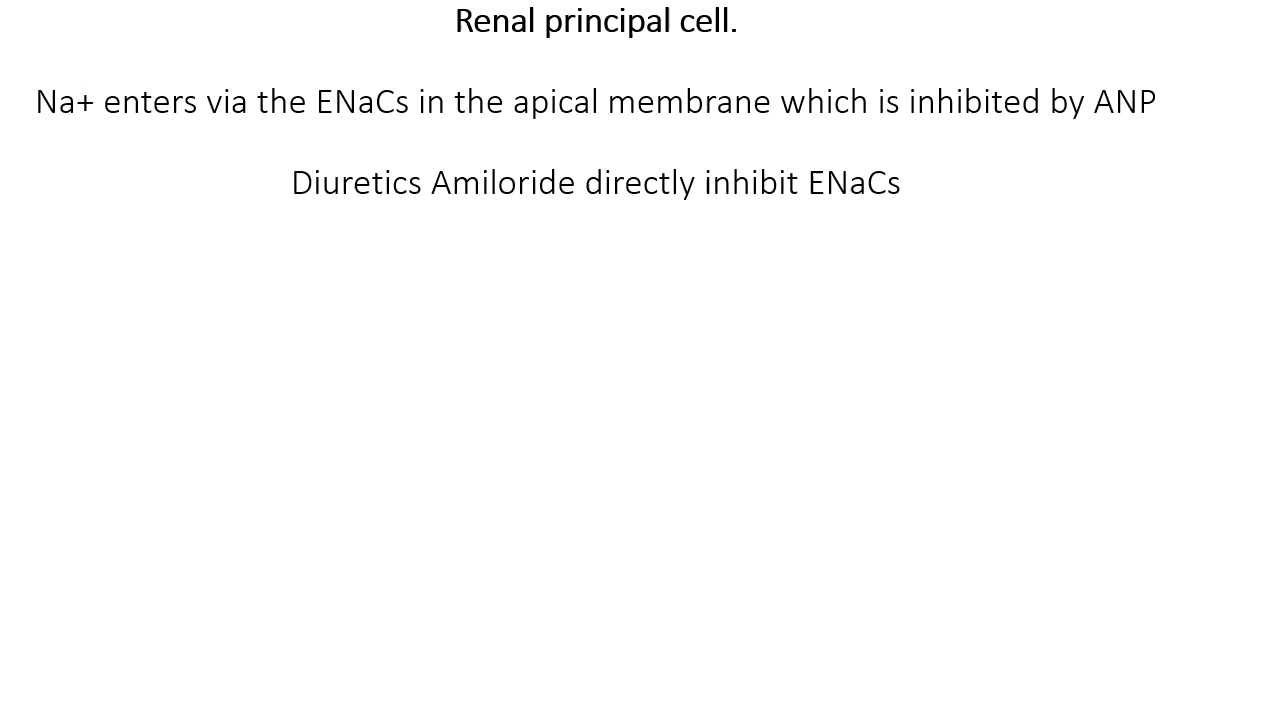 Renal principal cell.
Na+ enters via the ENaCs in the apical membrane which is inhibited by ANP
Diuretics Amiloride directly inhibit ENaCs